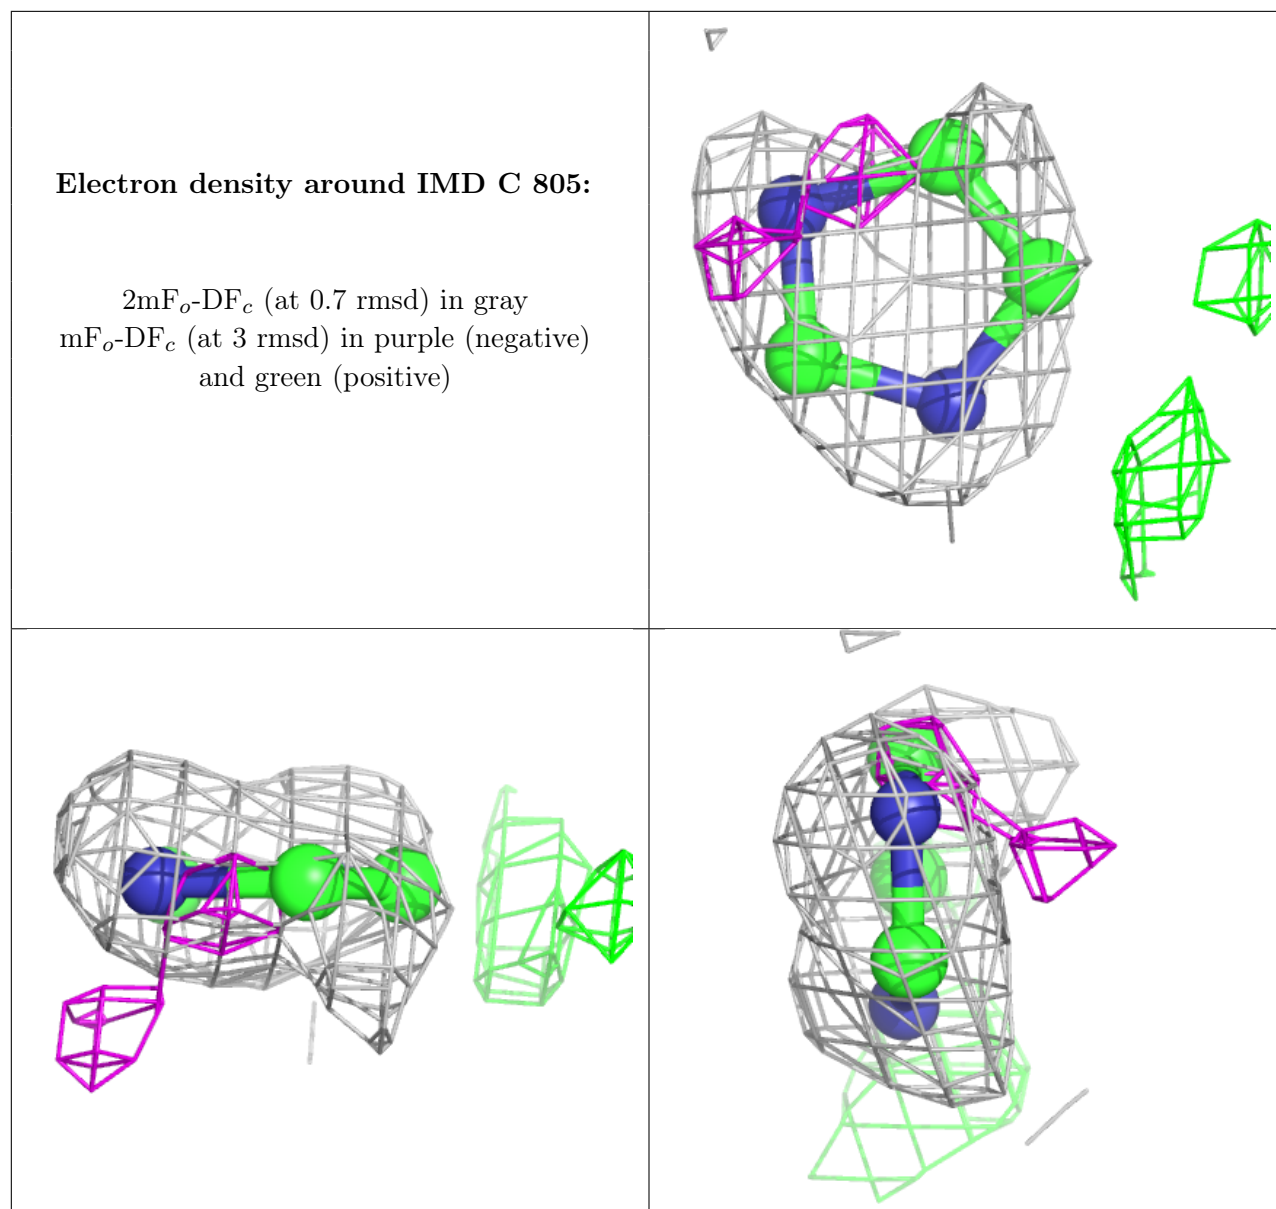 Electron density around IMD C 805:
2mFo-DFc (at 0.7 rmsd) in gray
mFo-DFc (at 3 rmsd) in purple (negative)
and green (positive)